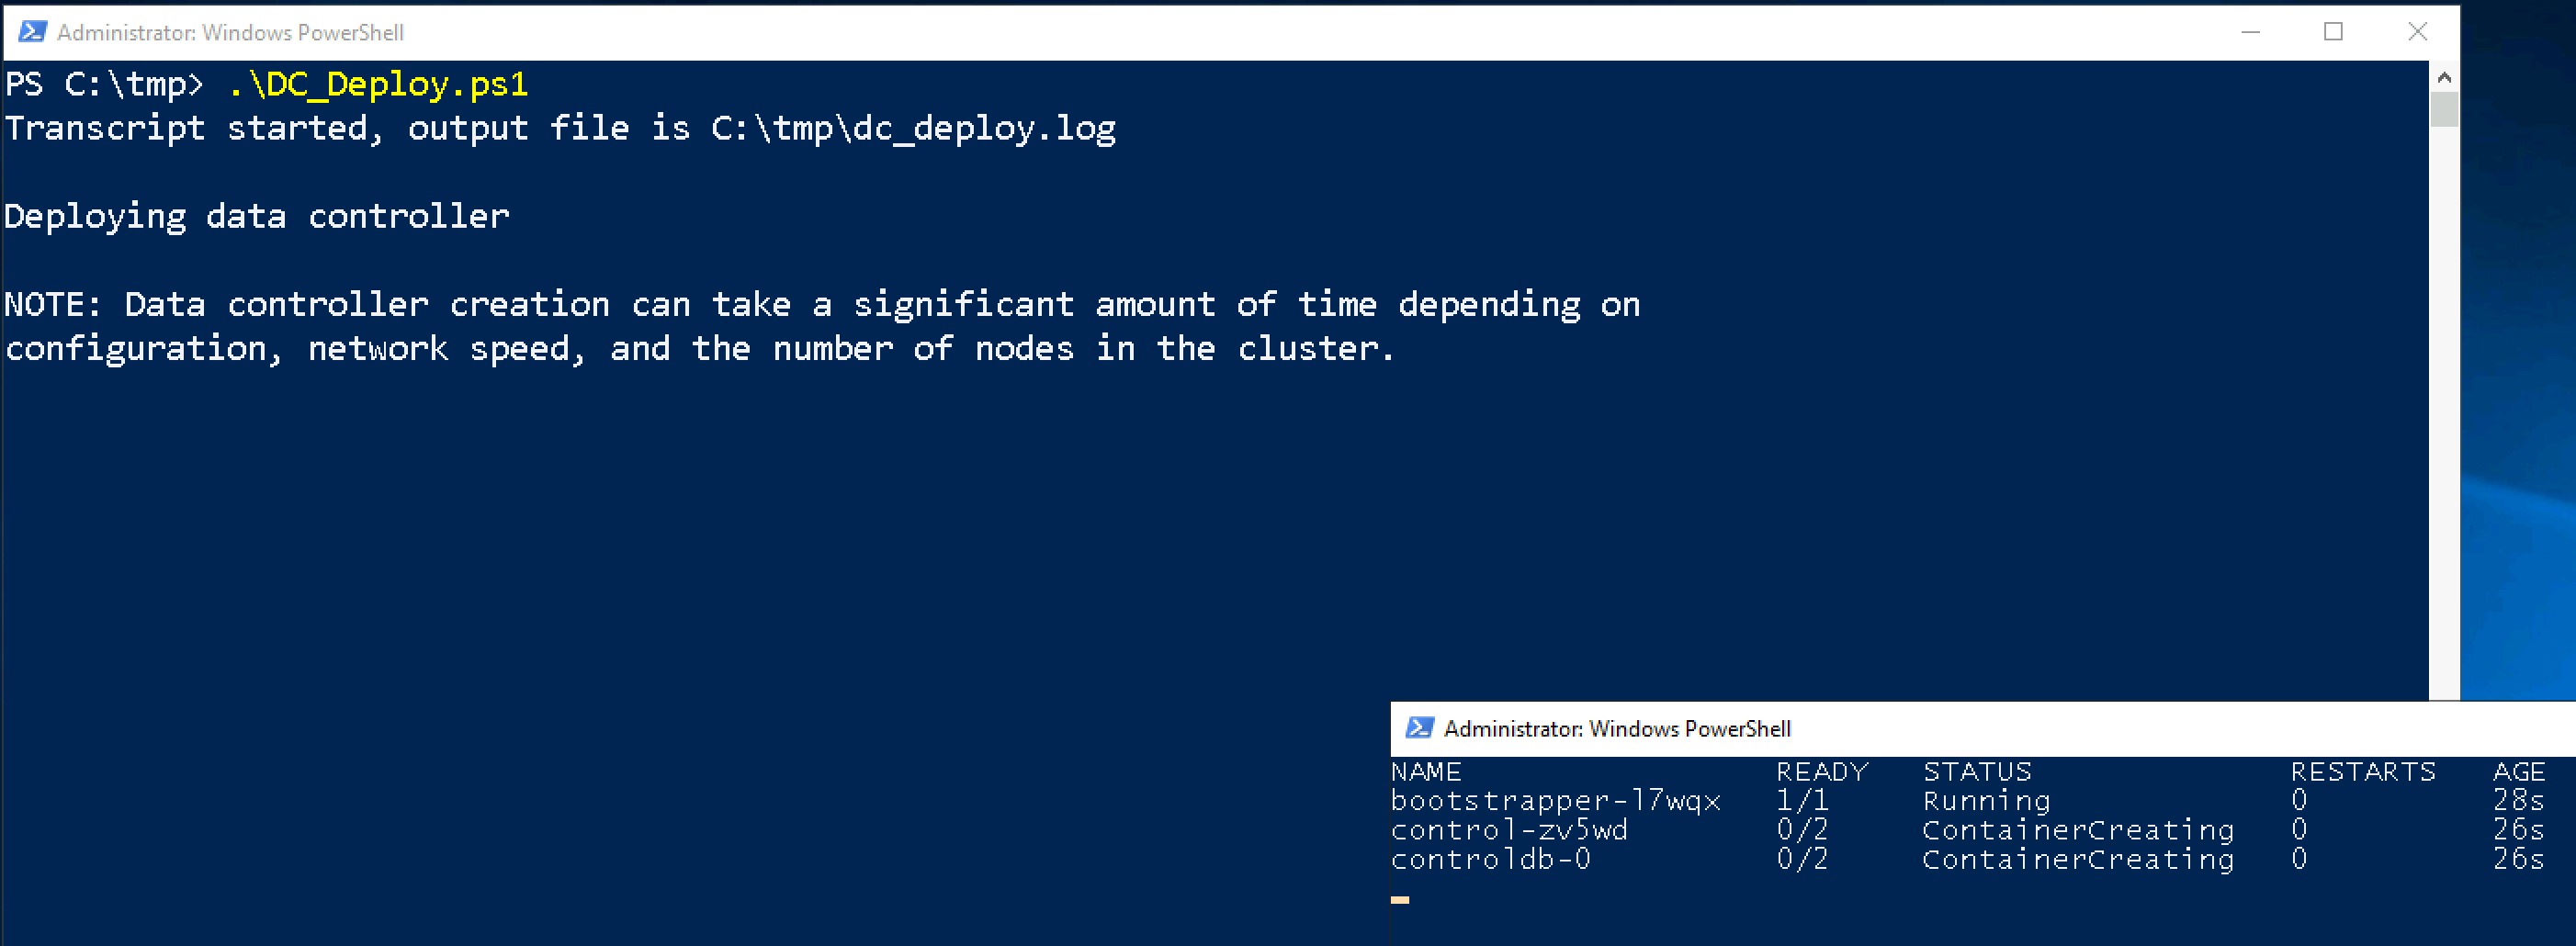 Administrator: Windows PowerShell
PS C:\tmp> .\DC_Deploy.ps1
Transcript started, output file is C:\tmp\dc_deploy.log
Deploying data controller
NOTE: Data controller creation can take a significant amount of time depending on
configuration, network speed, and the number of nodes in the cluster.
Administrator: Windows PowerShell
NAME READY STATUS RESTARTS AGE
bootstrapper-l7wqx 1/1 Running 0 28s
control-zv5wd 0/2 ContainerCreating 0 26s
controldb-0 0/2 ContainerCreating 0 26s